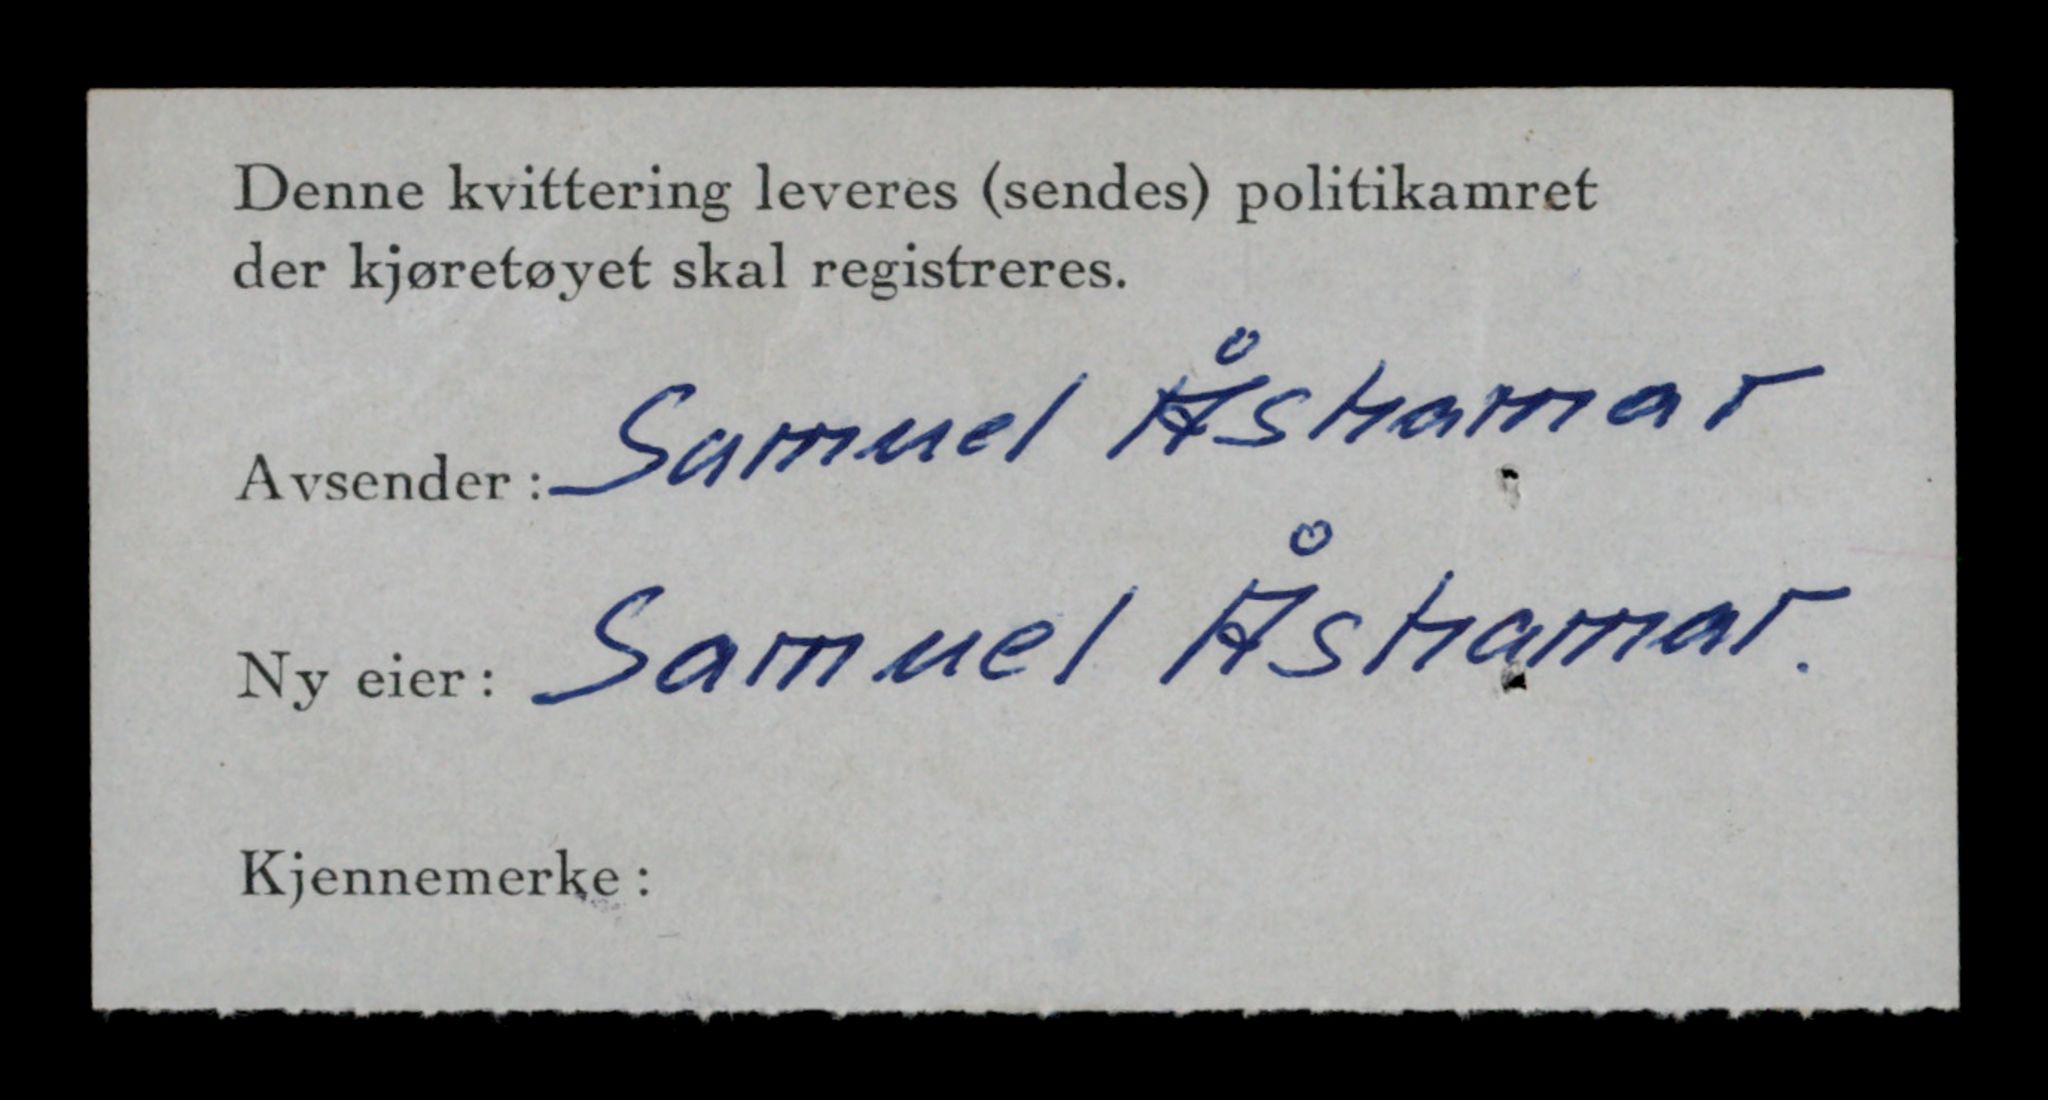 Denne kvittering leveres (sendes) politikamret
der kjøretøyet skal registreres.
Avsender: Samuel Åshamar
Ny eier: Samuel Åshamar.
Kjennemerke: